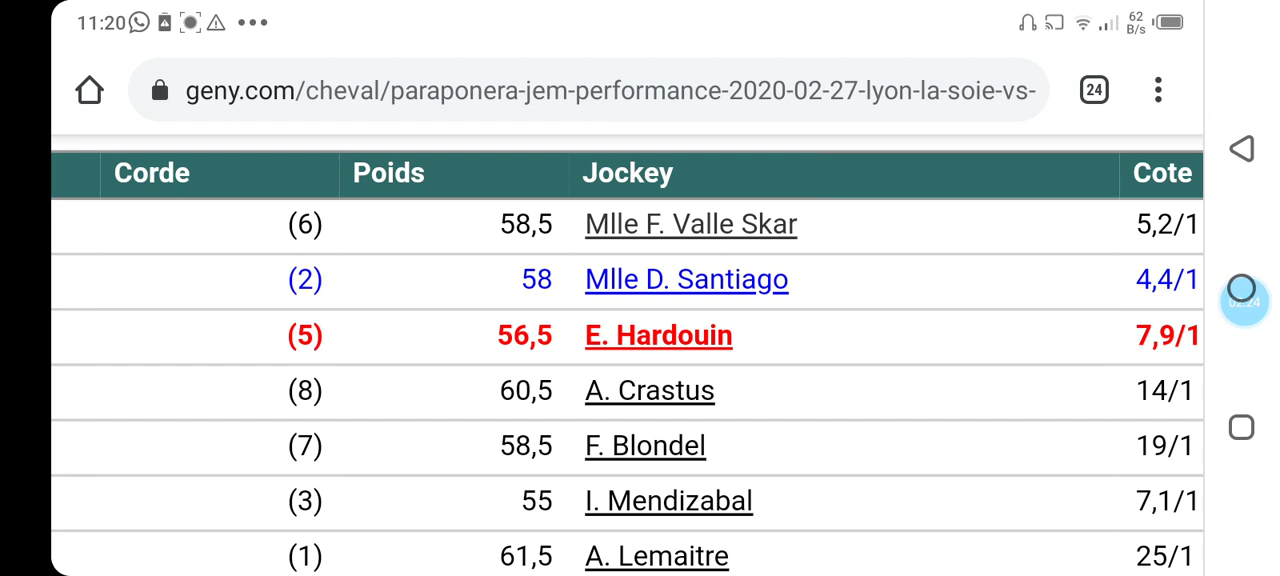 11:20
62
B/s
geny.com/cheval/paraponera-jem-performance-2020-02-27-lyon-la-soie-vs-
24
Corde Poids Jockey Cote
(6) 58,5 Mlle F. Valle Skar 5,2/1
(2) 58 Mlle D. Santiago 4,4/1
02:24
(5) 56,5 E. Hardouin 7,9/1
(8) 60,5 A. Crastus 14/1
(7) 58,5 F. Blondel 19/1
(3) 55 I. Mendizabal 7,1/1
(1) 61,5 A. Lemaitre 25/1